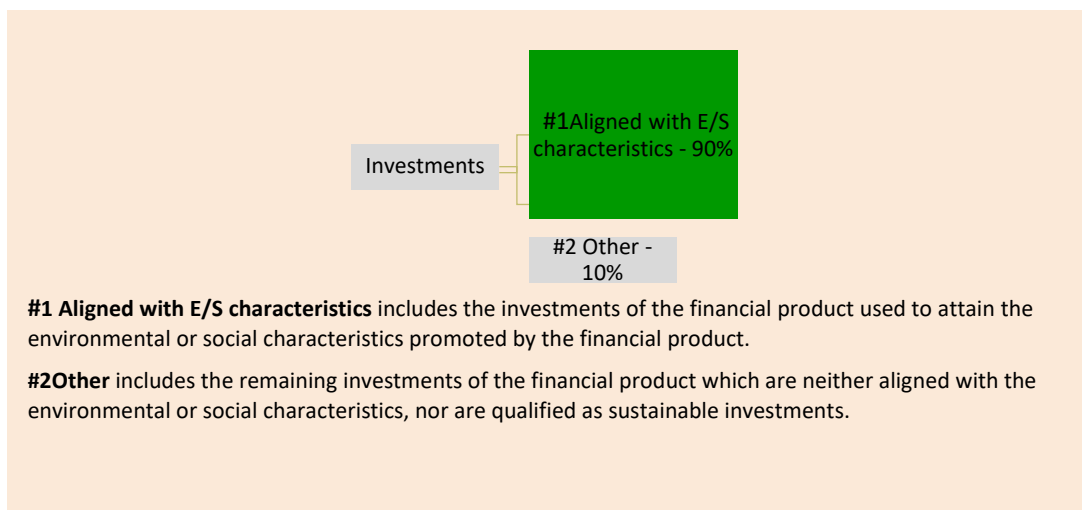 #1Aligned with E/S
characteristics - 90%
Investments
#2 Other -
10%
#1 Aligned with E/S characteristics includes the investments of the financial product used to attain the
environmental or social characteristics promoted by the financial product.
#2Other includes the remaining investments of the financial product which are neither aligned with the
environmental or social characteristics, nor are qualified as sustainable investments.